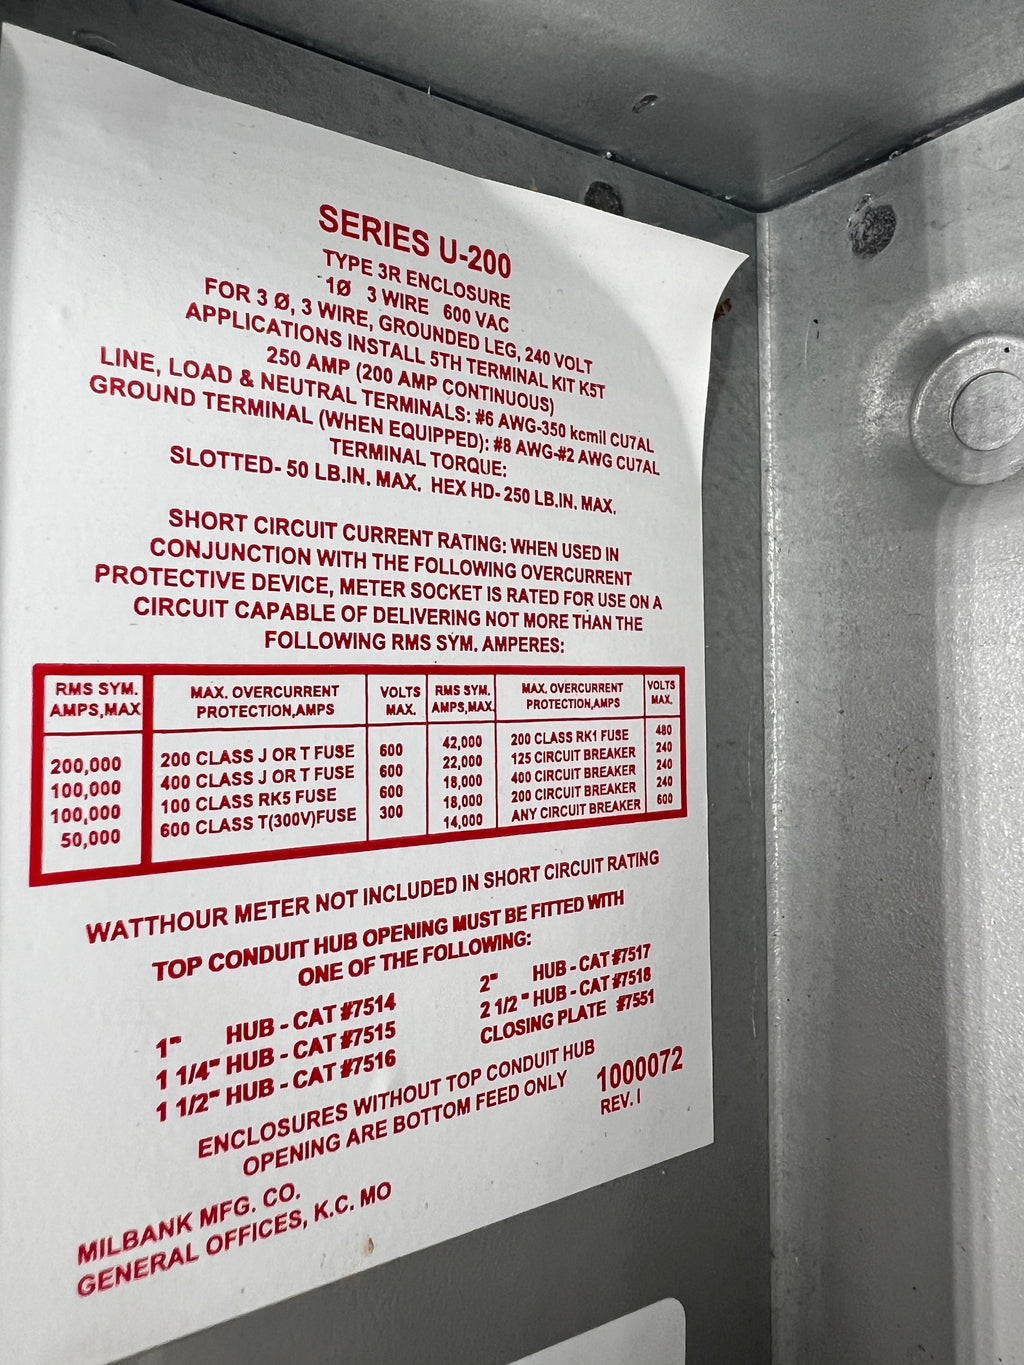 SERIES U-200
TYPE 3R ENCLOSURE
1Ø 3 WIRE 600 VAC
FOR 3 Ø, 3 WIRE, GROUNDED LEG, 240 VOLT
APPLICATIONS INSTALL 5TH TERMINAL KIT K5T
250 AMP (200 AMP CONTINUOUS)
LINE, LOAD & NEUTRAL TERMINALS: #6 AWG-350 kcmil CU7AL
GROUND TERMINAL (WHEN EQUIPPED): #8 AWG-#2 AWG CU7AL
TERMINAL TORQUE:
SLOTTED- 50 LB.IN. MAX. HEX HD- 250 LB.IN. MAX.
SHORT CIRCUIT CURRENT RATING: WHEN USED IN
CONJUNCTION WITH THE FOLLOWING OVERCURRENT
PROTECTIVE DEVICE, METER SOCKET IS RATED FOR USE ON A
CIRCUIT CAPABLE OF DELIVERING NOT MORE THAN THE
FOLLOWING RMS SYM. AMPERES:
RMS SYM. AMPS,MAX. MAX. OVERCURRENT PROTECTION,AMPS VOLTS MAX. RMS SYM. AMPS,MAX. MAX. OVERCURRENT PROTECTION,AMPS VOLTS MAX.
200,000 200 CLASS J OR T FUSE 600
100,000 400 CLASS J OR T FUSE 600
100,000 100 CLASS RK5 FUSE 600
50,000 600 CLASS T(300V)FUSE 300
42,000 200 CLASS RK1 FUSE 480
22,000 125 CIRCUIT BREAKER 240
18,000 400 CIRCUIT BREAKER 240
18,000 200 CIRCUIT BREAKER 240
14,000 ANY CIRCUIT BREAKER 600
WATTHOUR METER NOT INCLUDED IN SHORT CIRCUIT RATING
TOP CONDUIT HUB OPENING MUST BE FITTED WITH
ONE OF THE FOLLOWING:
1" HUB - CAT #7514
1 1/4" HUB - CAT #7515
1 1/2" HUB - CAT #7516
2" HUB - CAT #7517
2 1/2 " HUB - CAT #7518
CLOSING PLATE #7551
ENCLOSURES WITHOUT TOP CONDUIT HUB
OPENING ARE BOTTOM FEED ONLY
1000072
REV. I
MILBANK MFG. CO.
GENERAL OFFICES, K.C. MO